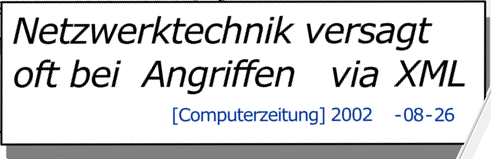 Netzwerktechnik versagt
oft bei Angriffen via XML
[Computerzeitung] 2002 -08-26